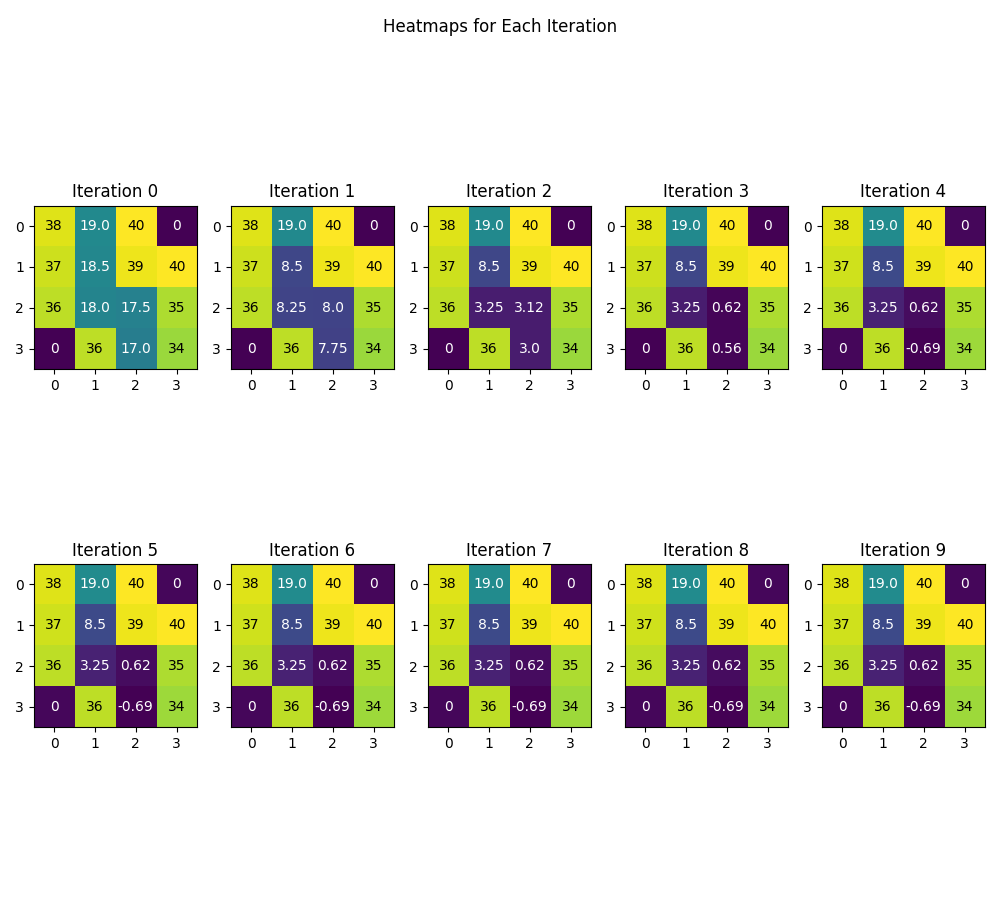 Heatmaps for Each Iteration
Iteration 0 Iteration 1 Iteration 2 Iteration 3 Iteration 4
0 38 19.0 40 0 0 38 19.0 40 0 0 38 19.0 40 0 0 38 19.0 40 0 0 38 19.0 40 0
1 37 18.5 39 40 1 37 8.5 39 40 1 37 8.5 39 40 1 37 8.5 39 40 1 37 8.5 39 40
2 36 18.0 17.5 35 2 36 8.25 8.0 35 2 36 3.25 3.12 35 2 36 3.25 0.62 35 2 36 3.25 0.62 35
3 0 36 17.0 34 3 0 36 7.75 34 3 0 36 3.0 34 3 0 36 0.56 34 3 0 36 -0.69 34
0 1 2 3 0 1 2 3 0 1 2 3 0 1 2 3 0 1 2 3
Iteration 5 Iteration 6 Iteration 7 Iteration 8 Iteration 9
0 38 19.0 40 0 0 38 19.0 40 0 0 38 19.0 40 0 0 38 19.0 40 0 0 38 19.0 40 0
1 37 8.5 39 40 1 37 8.5 39 40 1 37 8.5 39 40 1 37 8.5 39 40 1 37 8.5 39 40
2 36 3.25 0.62 35 2 36 3.25 0.62 35 2 36 3.25 0.62 35 2 36 3.25 0.62 35 2 36 3.25 0.62 35
3 0 36 -0.69 34 3 0 36 -0.69 34 3 0 36 -0.69 34 3 0 36 -0.69 34 3 0 36 -0.69 34
0 1 2 3 0 1 2 3 0 1 2 3 0 1 2 3 0 1 2 3